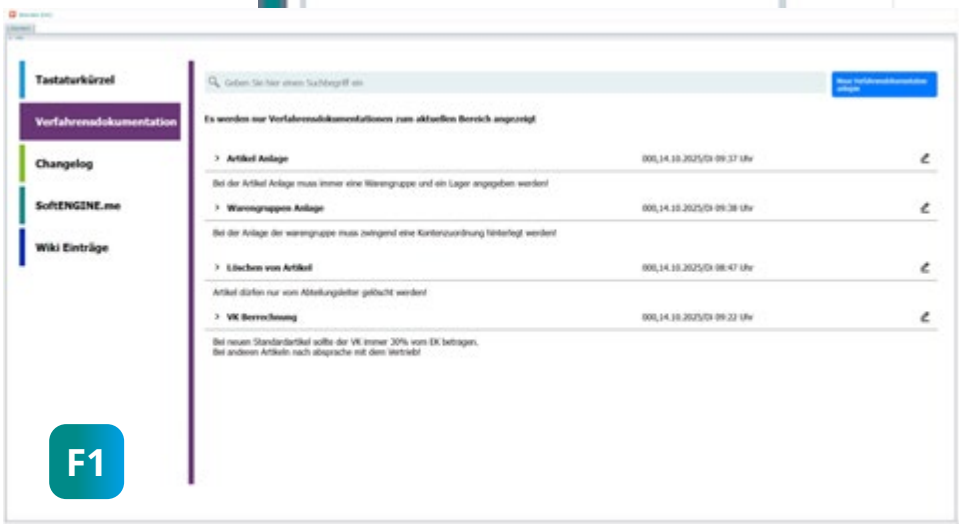 Tastaturkürzel
Geben Sie hier einen Suchbegriff ein
Neue Verfahrensdokumentation
anlegen
Verfahrensdokumentation
Es werden nur Verfahrensdokumentationen zum aktuellen Bereich angezeigt
Changelog
> Artikel Anlage 000,14.10.2025/Di 09:37 Uhr
Bei der Artikel Anlage muss immer eine Warengruppe und ein Lager angegeben werden!
SoftENGINE.me
> Warengruppen Anlage 000,14.10.2025/Di 09:38 Uhr
Bei der Anlage der warengruppe muss zwingend eine Kontenzuordnung hinterlegt werden!
Wiki Einträge
> Löschen von Artikel 000,14.10.2025/Di 08:47 Uhr
Artikel dürfen nur vom Abteilungsleiter gelöscht werden!
> VK Berrechnung 000,14.10.2025/Di 09:22 Uhr
Bei neuen Standardartikel sollte der VK immer 30% vom EK betragen.
Bei anderen Artikeln nach absprache mit dem Vertrieb!
F1